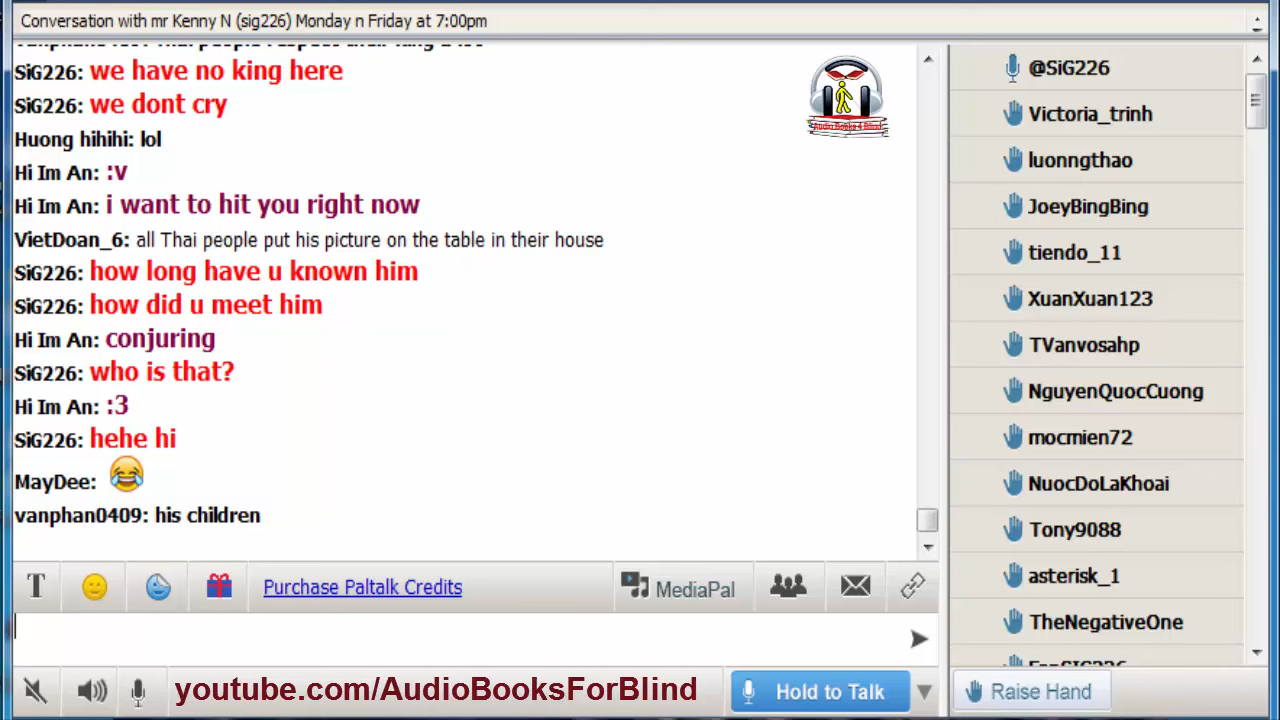 Conversation with mr Kenny N (sig226) Monday n Friday at 7:00pm
SiG226: we have no king here
SiG226: we dont cry
Huong hihihi: lol
Hi Im An: :v
Hi Im An: i want to hit you right now
VietDoan_6: all Thai people put his picture on the table in their house
SiG226: how long have u known him
SiG226: how did u meet him
Hi Im An: conjuring
SiG226: who is that?
Hi Im An: :3
SiG226: hehe hi
MayDee:
vanphan0409: his children
Audio Books 4 Blind
@SiG226
Victoria_trinh
luonngthao
JoeyBingBing
tiendo_11
XuanXuan123
TVanvosahp
NguyenQuocCuong
mocmien72
NuocDoLaKhoai
Tony9088
asterisk_1
TheNegativeOne
T
Purchase Paltalk Credits
MediaPal
youtube.com/AudioBooksForBlind
Hold to Talk
Raise Hand